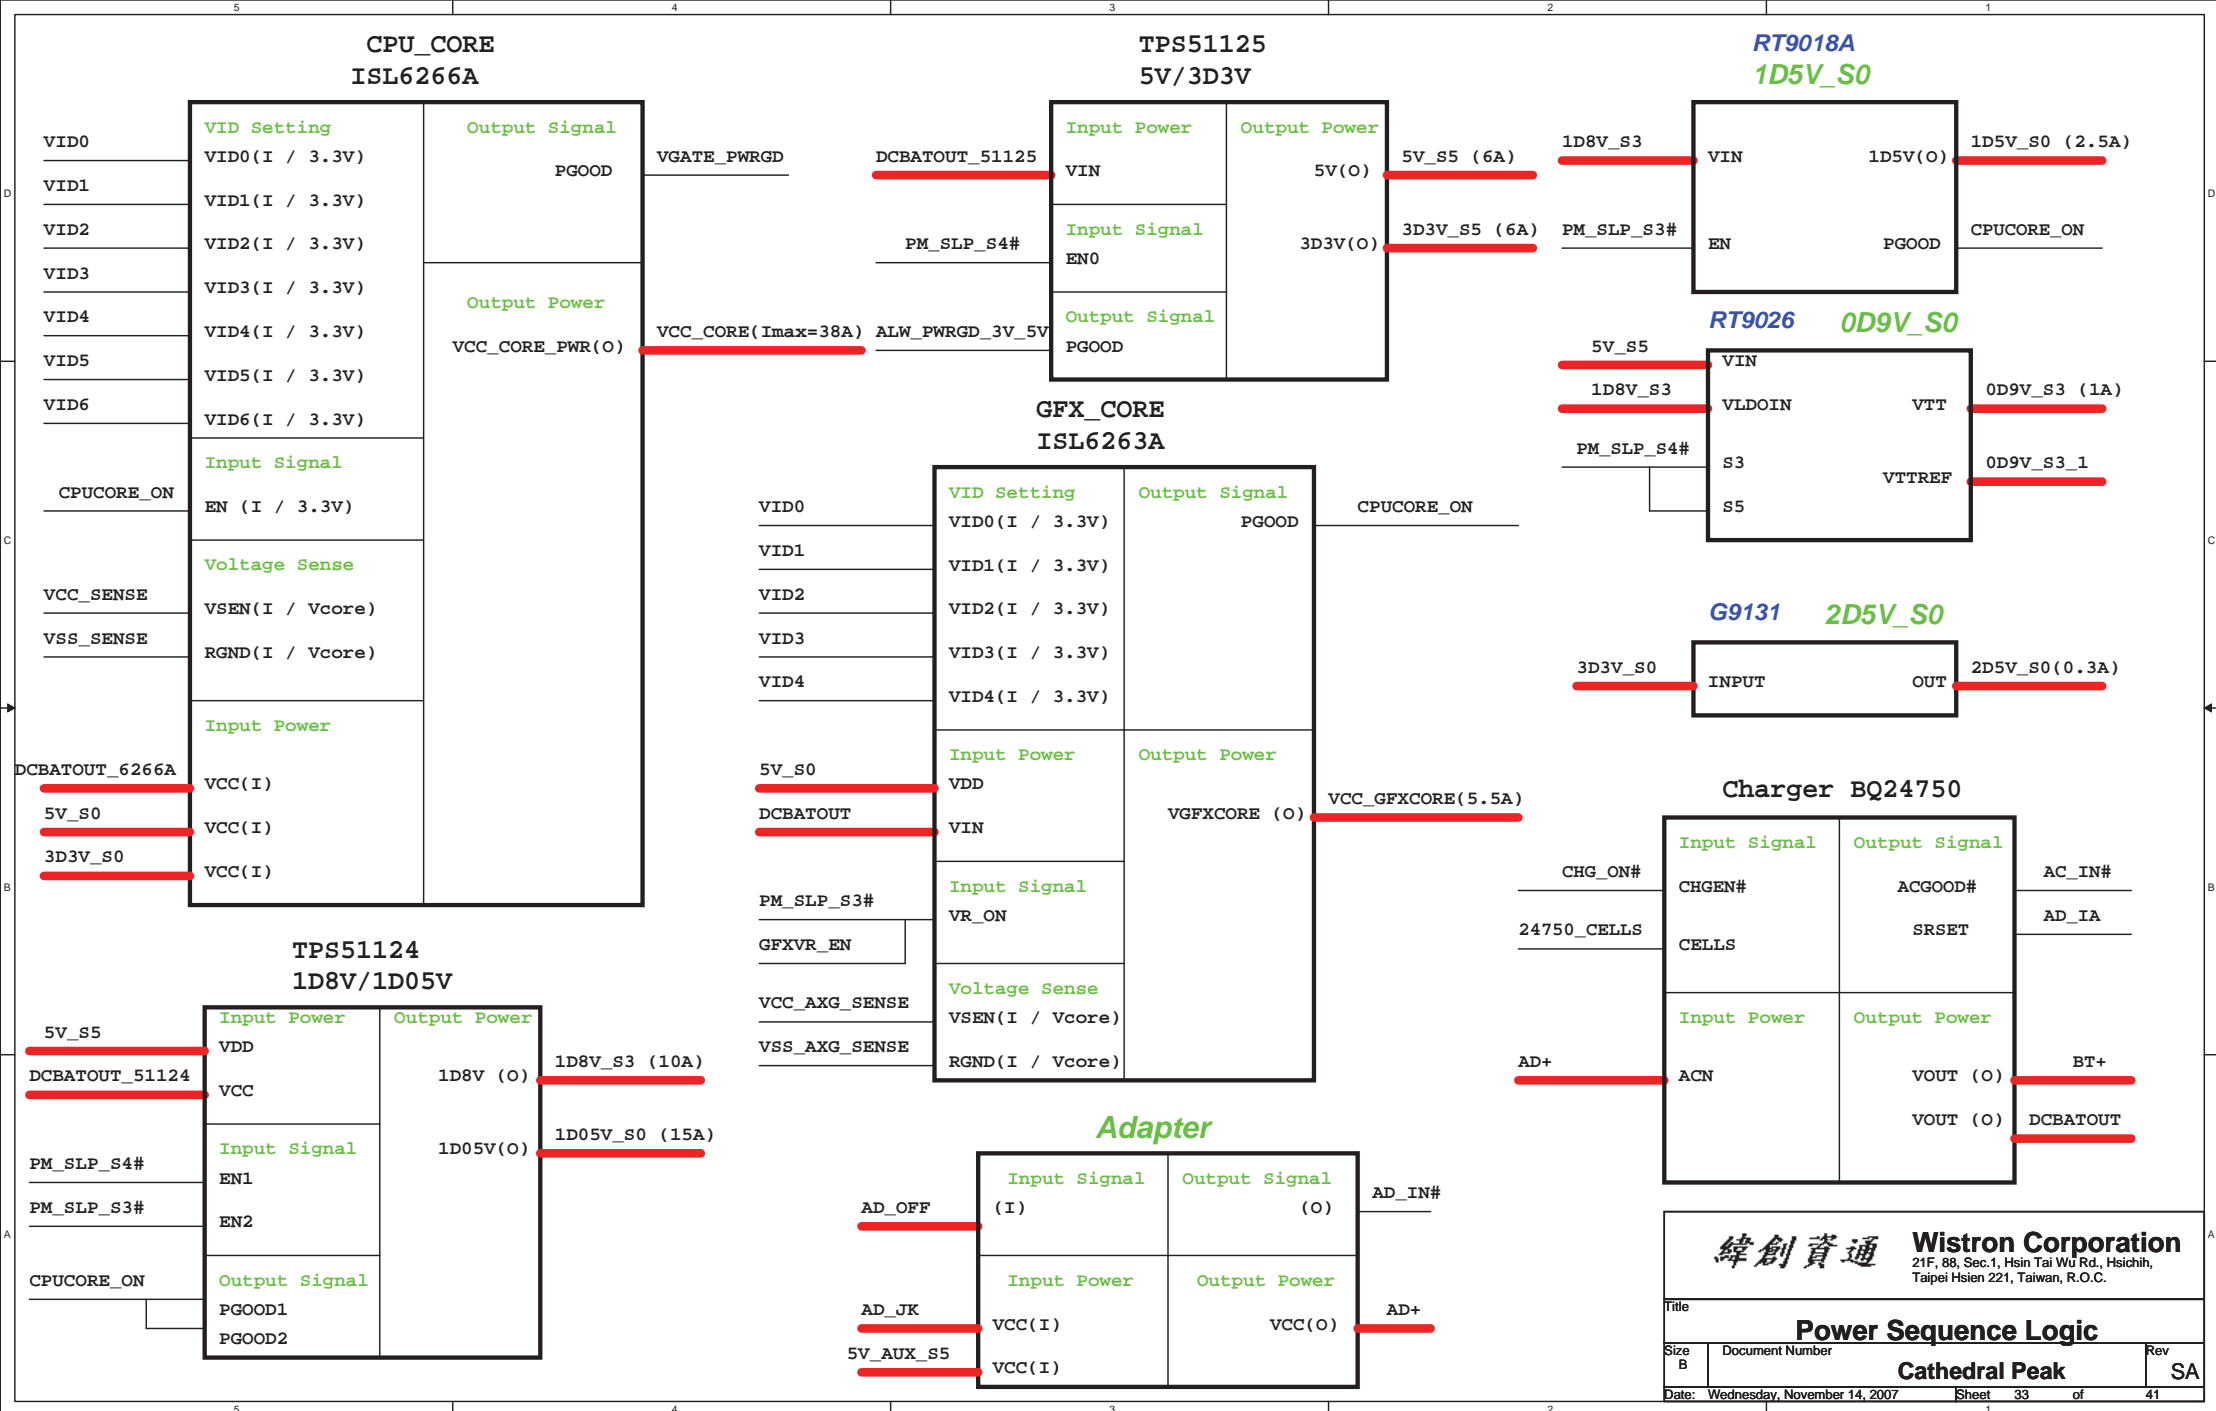 5 4 3 2 1
D
C
B
A
CPU_CORE
ISL6266A
VID Setting
Output Signal
VID0
VID0(I / 3.3V)
PGOOD
VGATE_PWRGD
VID1
VID1(I / 3.3V)
VID2
VID2(I / 3.3V)
VID3
VID3(I / 3.3V)
VID4
VID4(I / 3.3V)
VID5
VID5(I / 3.3V)
VID6
VID6(I / 3.3V)
Output Power
VCC_CORE_PWR(O)
VCC_CORE(Imax=38A)
Input Signal
CPUCORE_ON
EN (I / 3.3V)
Voltage Sense
VCC_SENSE
VSEN(I / Vcore)
VSS_SENSE
RGND(I / Vcore)
Input Power
DCBATOUT_6266A
VCC(I)
5V_S0
VCC(I)
3D3V_S0
VCC(I)
TPS51124
1D8V/1D05V
Input Power
Output Power
5V_S5
VDD
DCBATOUT_51124
VCC
1D8V (O)
1D8V_S3 (10A)
1D05V(O)
1D05V_S0 (15A)
Input Signal
PM_SLP_S4#
EN1
PM_SLP_S3#
EN2
Output Signal
CPUCORE_ON
PGOOD1
PGOOD2
TPS51125
5V/3D3V
Input Power
Output Power
DCBATOUT_51125
VIN
5V(O)
5V_S5 (6A)
Input Signal
PM_SLP_S4#
EN0
3D3V(O)
3D3V_S5 (6A)
Output Signal
ALW_PWRGD_3V_5V
PGOOD
GFX_CORE
ISL6263A
VID Setting
Output Signal
VID0
VID0(I / 3.3V)
PGOOD
CPUCORE_ON
VID1
VID1(I / 3.3V)
VID2
VID2(I / 3.3V)
VID3
VID3(I / 3.3V)
VID4
VID4(I / 3.3V)
Input Power
Output Power
5V_S0
VDD
DCBATOUT
VIN
VGFXCORE (O)
VCC_GFXCORE(5.5A)
Input Signal
PM_SLP_S3#
VR_ON
GFXVR_EN
Voltage Sense
VCC_AXG_SENSE
VSEN(I / Vcore)
VSS_AXG_SENSE
RGND(I / Vcore)
Adapter
Input Signal
Output Signal
AD_OFF
(I)
(O)
AD_IN#
Input Power
Output Power
AD_JK
VCC(I)
VCC(O)
AD+
5V_AUX_S5
VCC(I)
RT9018A
1D5V_S0
1D8V_S3
VIN
1D5V(O)
1D5V_S0 (2.5A)
PM_SLP_S3#
EN
PGOOD
CPUCORE_ON
RT9026 0D9V_S0
5V_S5
VIN
1D8V_S3
VLDOIN
VTT
0D9V_S3 (1A)
PM_SLP_S4#
S3
VTTREF
0D9V_S3_1
S5
G9131 2D5V_S0
3D3V_S0
INPUT
OUT
2D5V_S0(0.3A)
Charger BQ24750
Input Signal
Output Signal
CHG_ON#
CHGEN#
ACGOOD#
AC_IN#
24750_CELLS
CELLS
SRSET
AD_IA
Input Power
Output Power
AD+
ACN
VOUT (O)
BT+
VOUT (O)
DCBATOUT
緯創資通
Wistron Corporation
21F, 88, Sec.1, Hsin Tai Wu Rd., Hsichih,
Taipei Hsien 221, Taiwan, R.O.C.
Title
Power Sequence Logic
Size
B
Document Number
Cathedral Peak
Rev
SA
Date: Wednesday, November 14, 2007
Sheet 33 of 41
D
C
B
A
5 4 3 2 1